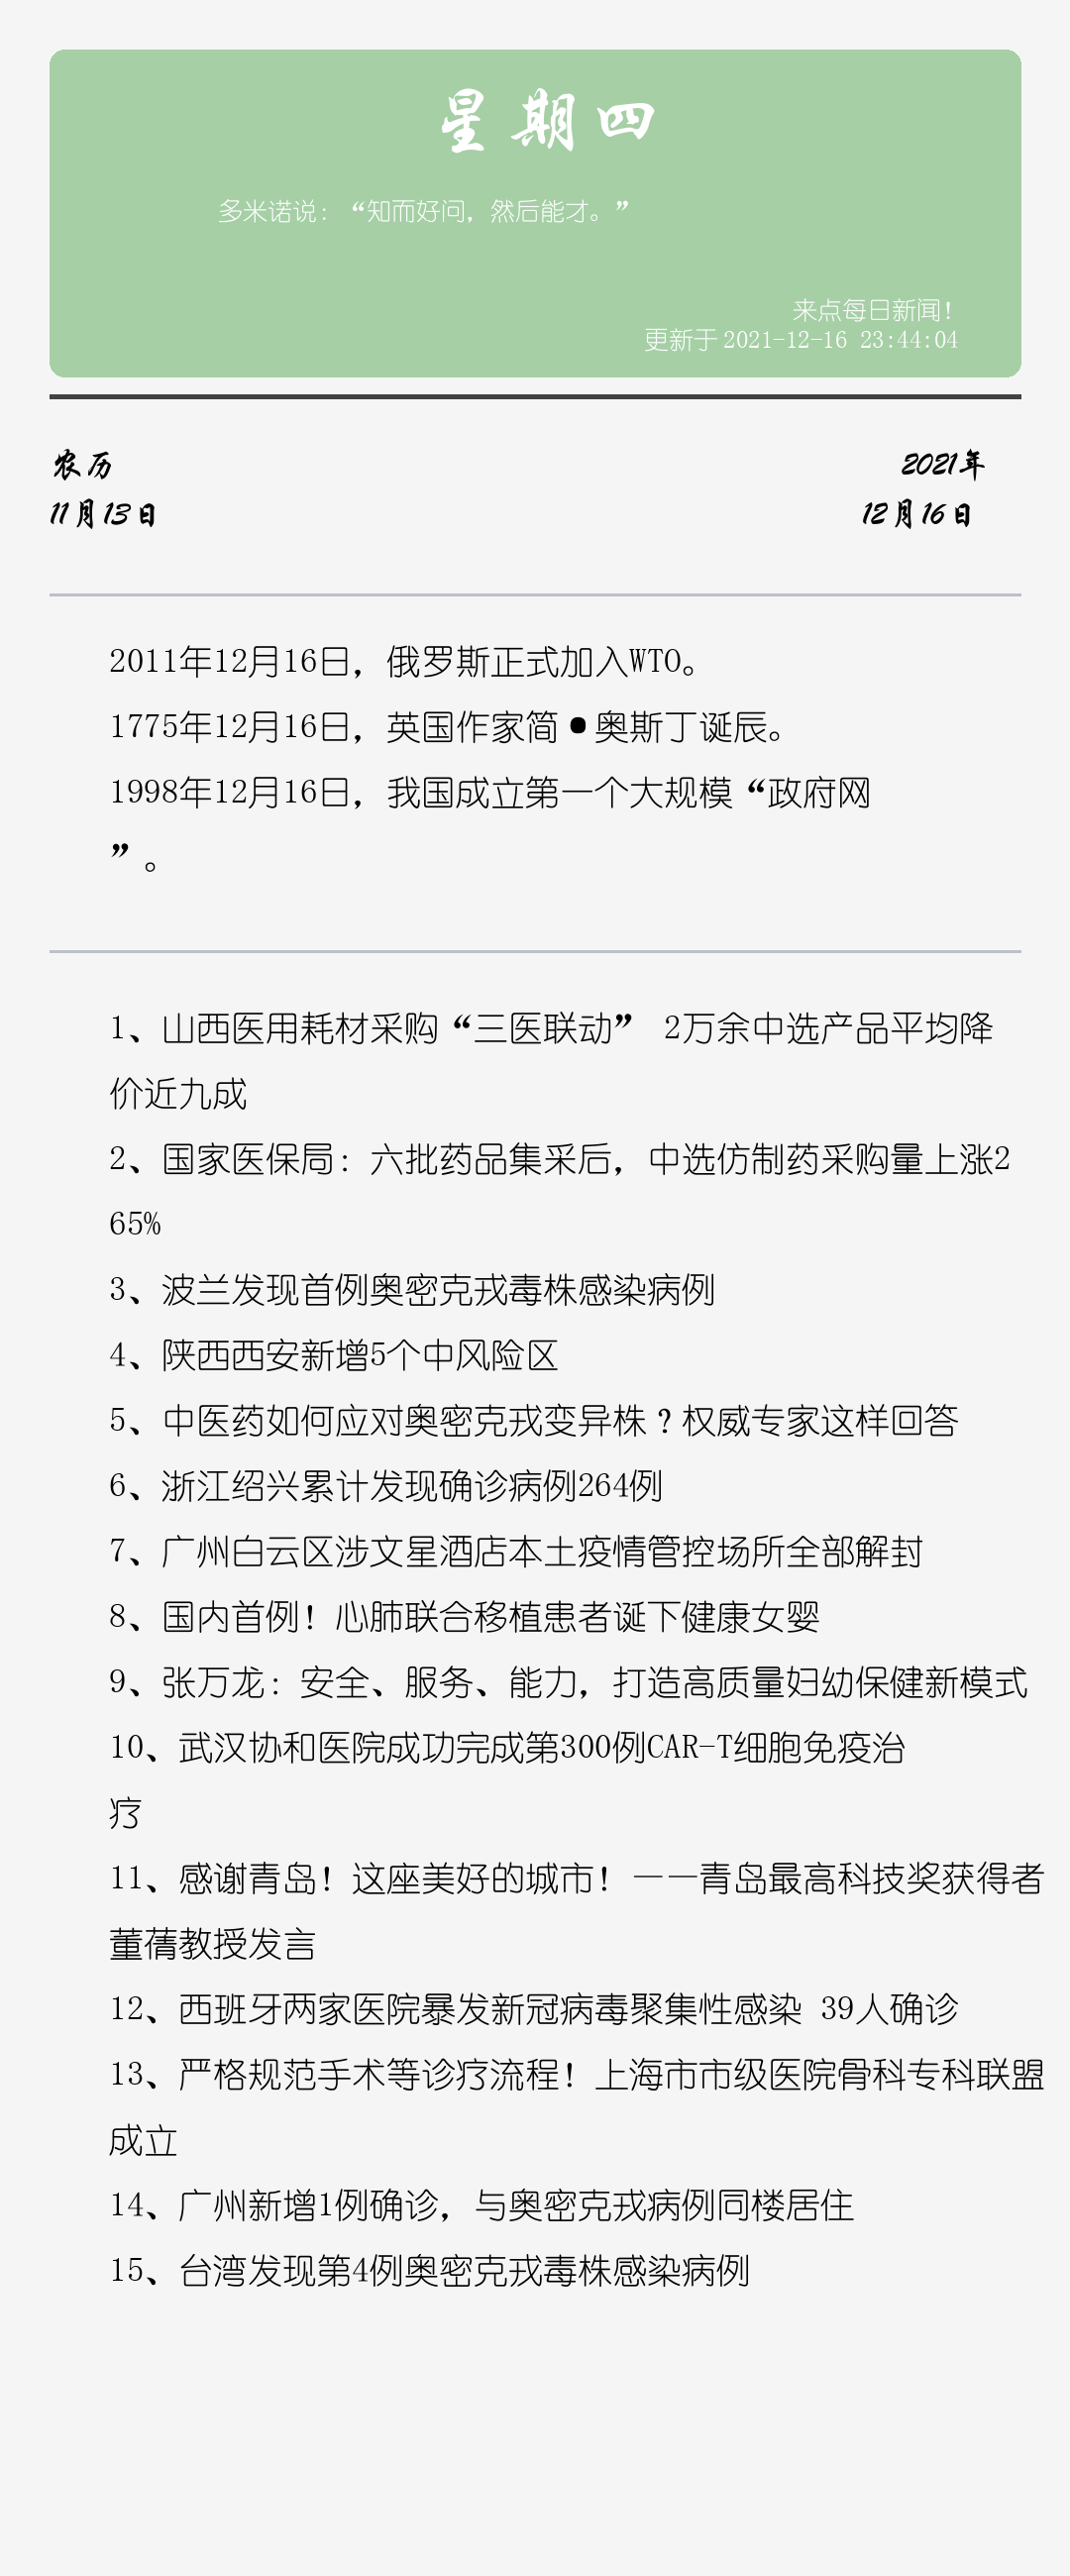 星期四
多米诺说：“知而好问，然后能才。”
来点每日新闻！
更新于2021-12-16 23:44:04
农历
2021年
11月13日
12月16日
2011年12月16日，俄罗斯正式加入WTO。
1775年12月16日，英国作家简•奥斯丁诞辰。
1998年12月16日，我国成立第一个大规模“政府网
”。
1、山西医用耗材采购“三医联动” 2万余中选产品平均降
价近九成
2、国家医保局：六批药品集采后，中选仿制药采购量上涨2
65%
3、波兰发现首例奥密克戎毒株感染病例
4、陕西西安新增5个中风险区
5、中医药如何应对奥密克戎变异株？权威专家这样回答
6、浙江绍兴累计发现确诊病例264例
7、广州白云区涉文星酒店本土疫情管控场所全部解封
8、国内首例！心肺联合移植患者诞下健康女婴
9、张万龙：安全、服务、能力，打造高质量妇幼保健新模式
10、武汉协和医院成功完成第300例CAR-T细胞免疫治
疗
11、感谢青岛！这座美好的城市！——青岛最高科技奖获得者
董蒨教授发言
12、西班牙两家医院暴发新冠病毒聚集性感染 39人确诊
13、严格规范手术等诊疗流程！上海市市级医院骨科专科联盟
成立
14、广州新增1例确诊，与奥密克戎病例同楼居住
15、台湾发现第4例奥密克戎毒株感染病例